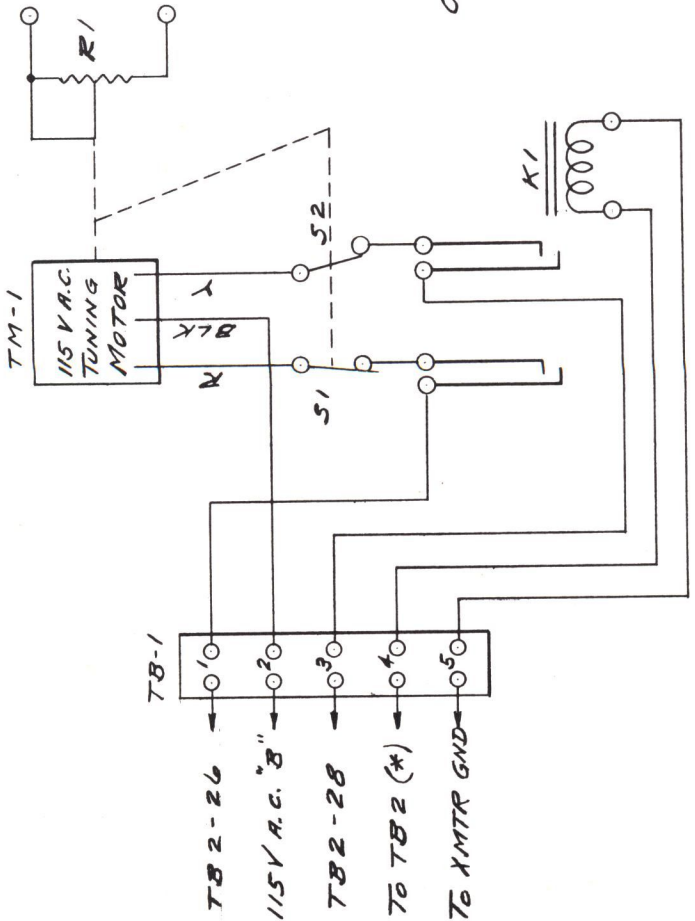 R1
TM-1
115 V A.C.
TUNING
MOTOR
R
BLK
Y
S1
S2
K1
TB-1
1
2
3
4
5
TB2-26
115V A.C. "B"
TB2-28
TO TB2 (*)
TO XMTR GND